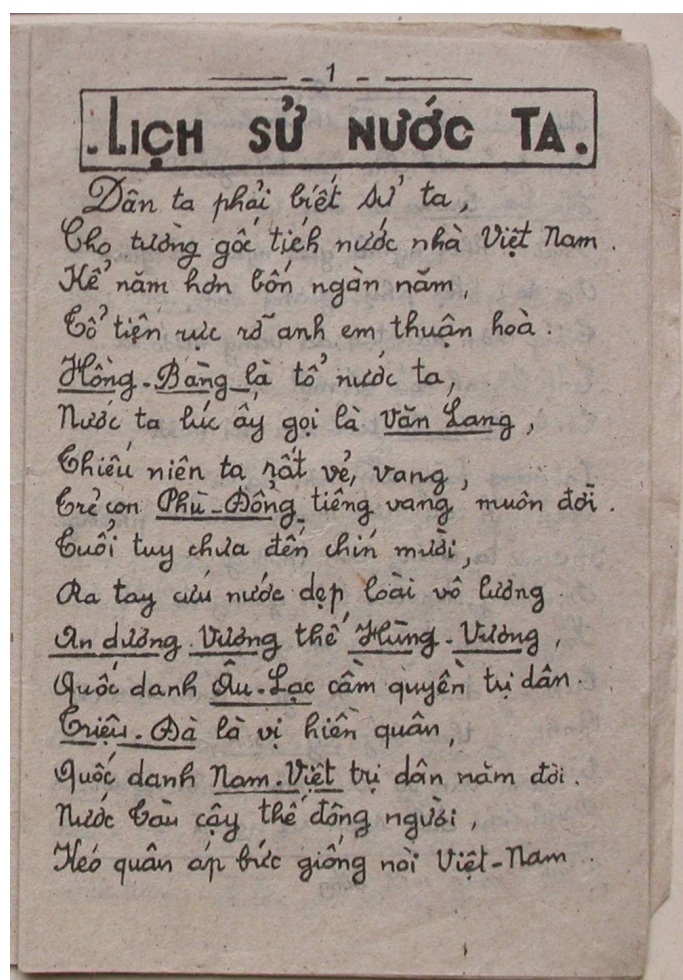 - 1 -
. LỊCH SỬ NƯỚC TA .
Dân ta phải biết sử ta,
Cho tường gốc tích nước nhà Việt Nam.
Kể năm hơn bốn ngàn năm,
Tổ tiên rực rỡ anh em thuận hoà.
Hồng-Bàng là tổ nước ta,
Nước ta lúc ấy gọi là Văn Lang,
Thiếu niên ta rất vẻ vang,
Trẻ con Phù-Đổng tiếng vang muôn đời.
Tuổi tuy chưa đến chín mười,
Ra tay cứu nước dẹp loài vô lương.
An dương Vương thế Hùng-Vương,
Quốc danh Âu-Lạc cầm quyền trị dân.
Triệu-Đà là vị hiền quân,
Quốc danh Nam-Việt trị dân năm đời.
Nước Tàu cậy thế đông người,
Kéo quân áp bức giống nòi Việt-Nam.